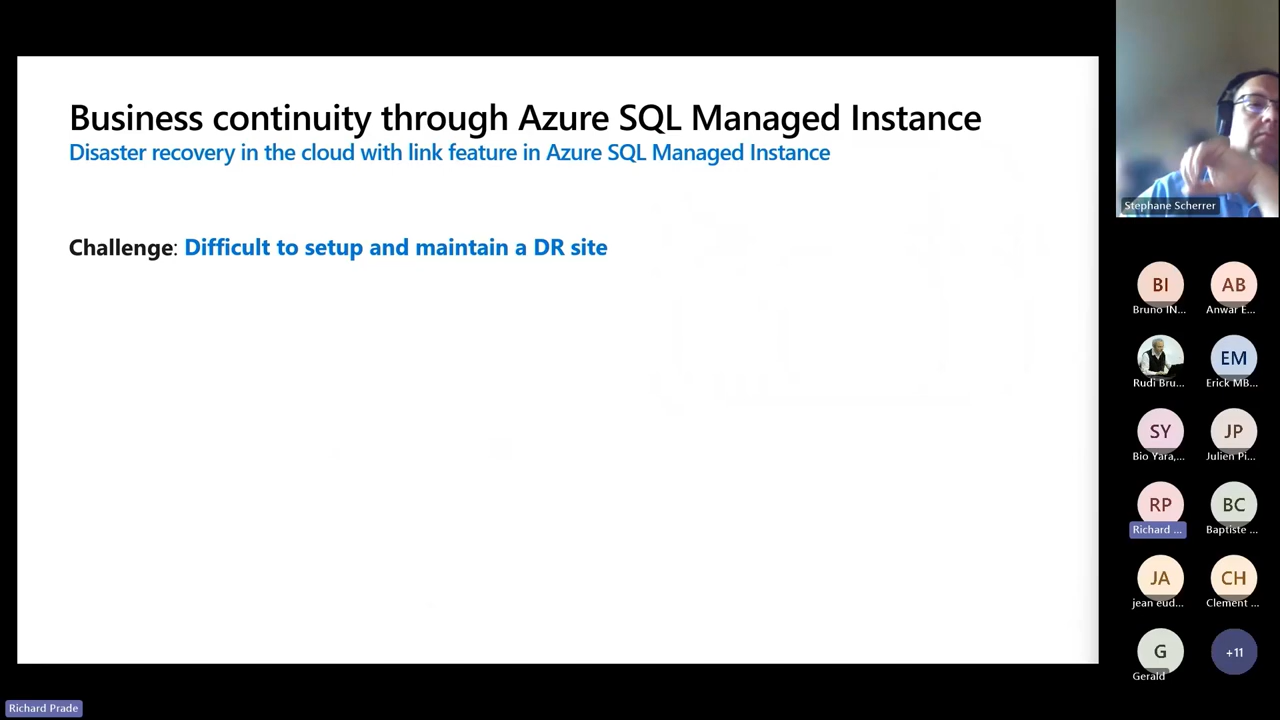 Business continuity through Azure SQL Managed Instance
Disaster recovery in the cloud with link feature in Azure SQL Managed Instance
Challenge: Difficult to setup and maintain a DR site
Stephane Scherrer
BI
AB
Bruno IN...
Anwar E...
EM
Rudi Bru...
Erick MB...
SY
JP
Bio Yara,...
Julien Pi...
RP
BC
Richard ...
Baptiste ...
JA
CH
jean eud...
Clement ...
G
+11
Gerald
Richard Prade